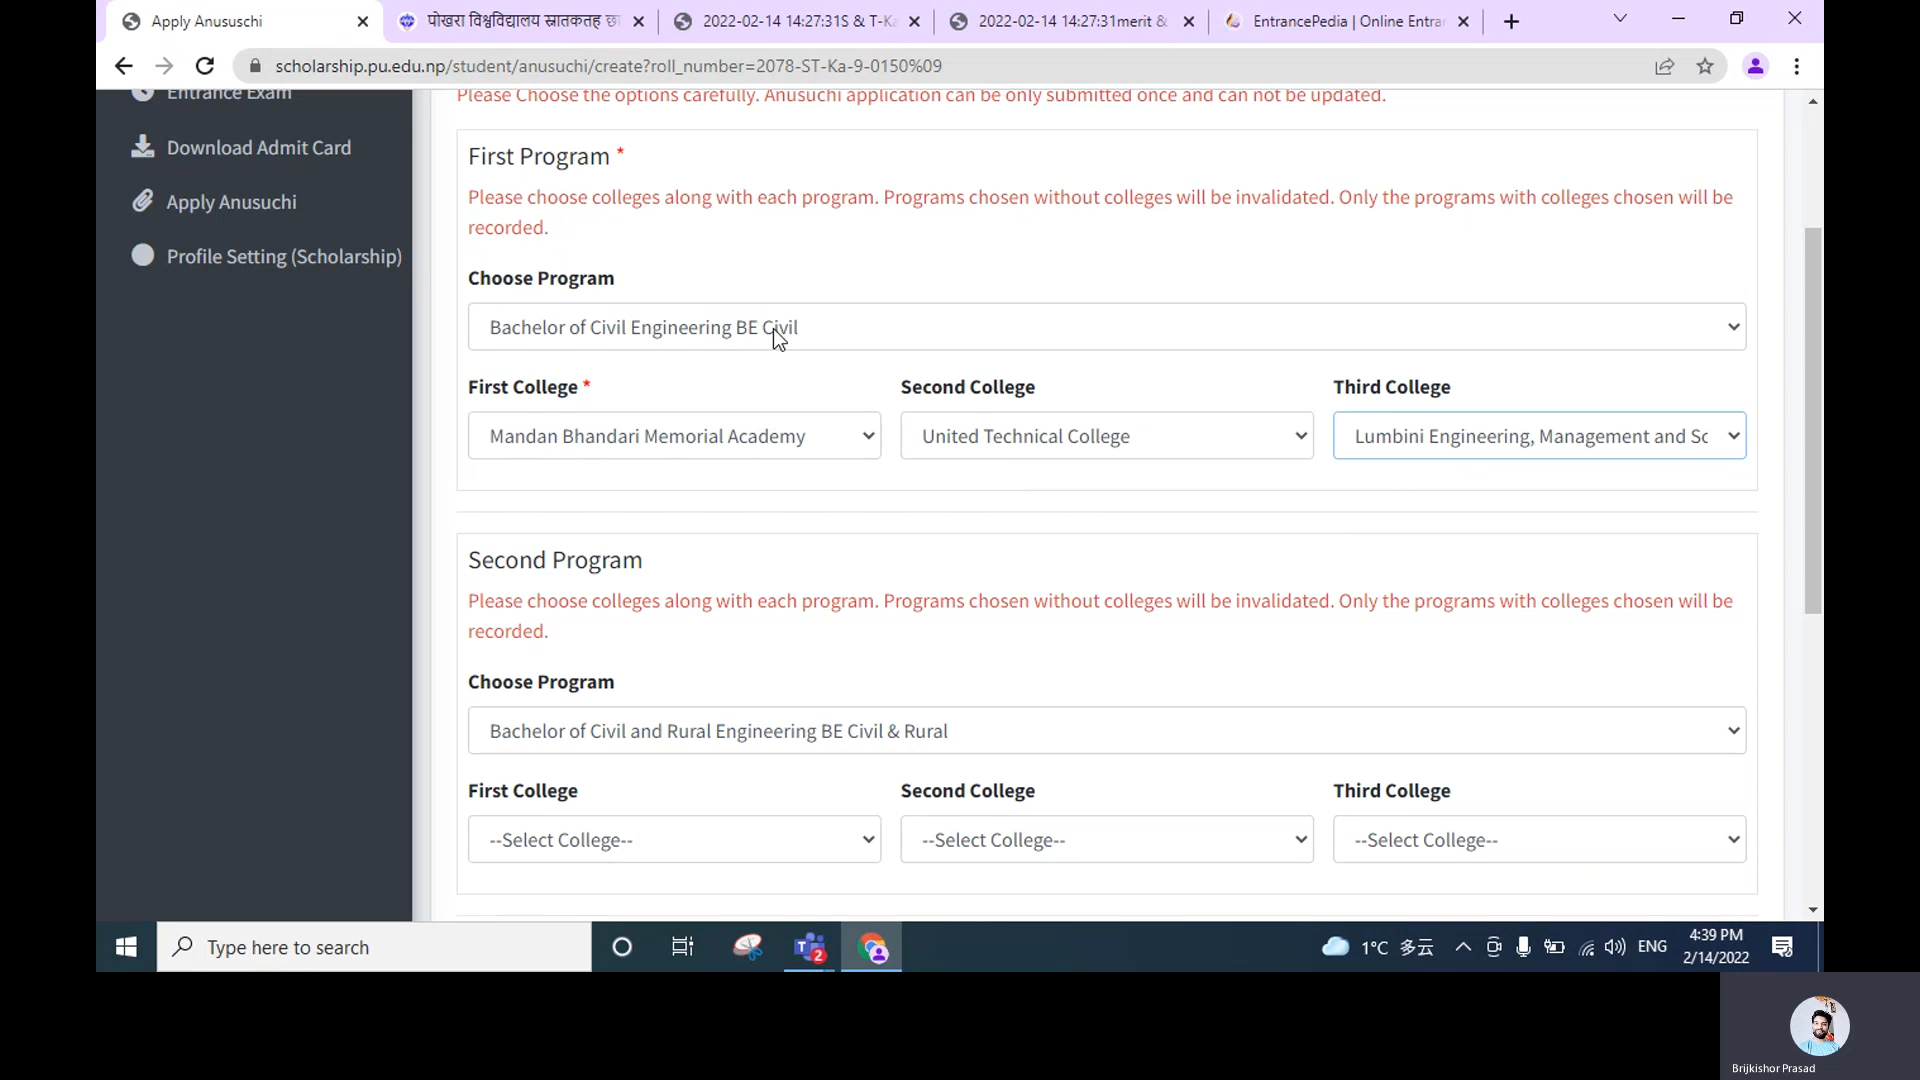 Apply Anususchi
पोखरा विश्वविद्यालय स्नातकतह छा
2022-02-14 14:27:31S & T-Ka
2022-02-14 14:27:31merit &
EntrancePedia | Online Entra
scholarship.pu.edu.np/student/anusuchi/create?roll_number=2078-ST-Ka-9-0150%09
Entrance Exam
Download Admit Card
Apply Anusuchi
Profile Setting (Scholarship)
Please Choose the options carefully. Anusuchi application can be only submitted once and can not be updated.
First Program *
Please choose colleges along with each program. Programs chosen without colleges will be invalidated. Only the programs with colleges chosen will be
recorded.
Choose Program
Bachelor of Civil Engineering BE Civil
First College * Second College Third College
Mandan Bhandari Memorial Academy United Technical College Lumbini Engineering, Management and Sc
Second Program
Please choose colleges along with each program. Programs chosen without colleges will be invalidated. Only the programs with colleges chosen will be
recorded.
Choose Program
Bachelor of Civil and Rural Engineering BE Civil & Rural
First College Second College Third College
--Select College-- --Select College-- --Select College--
Type here to search
2
1°C 多云
ENG
4:39 PM
2/14/2022
Brijkishor Prasad